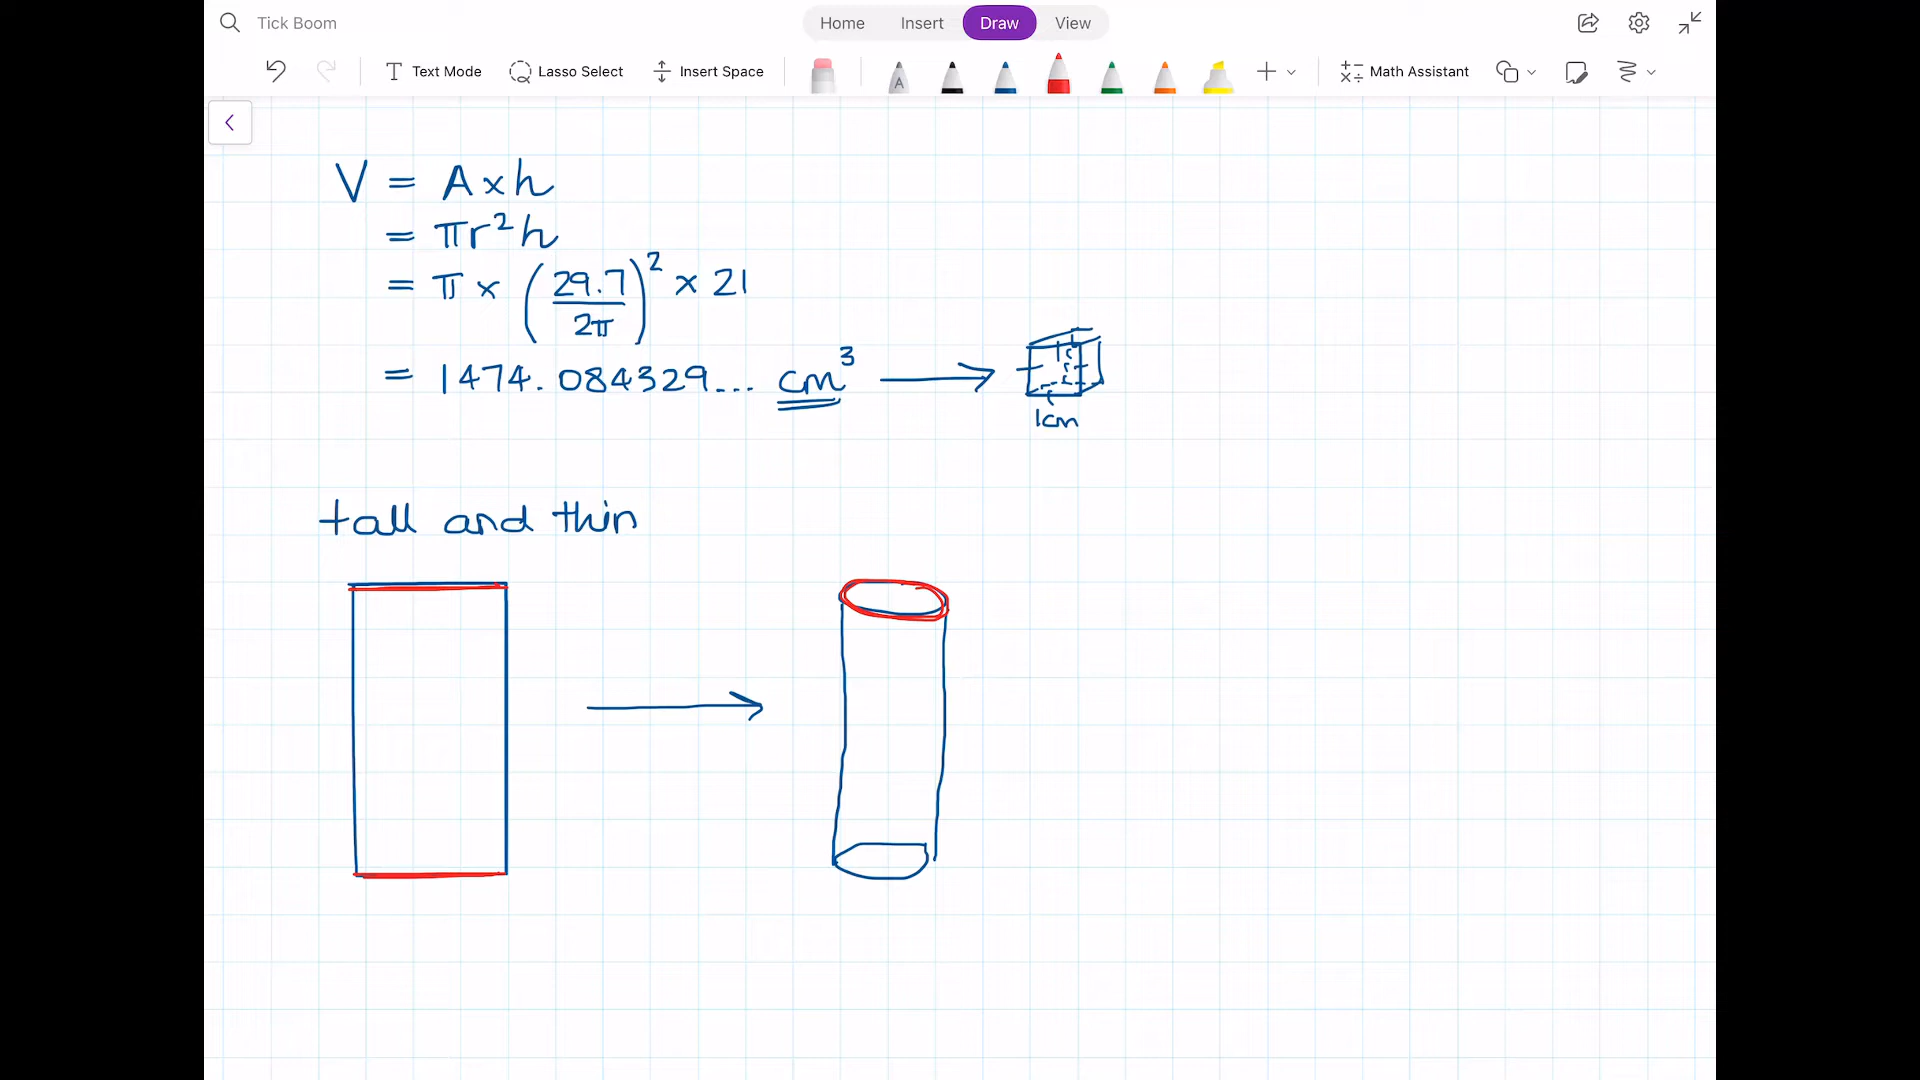 Tick Boom
Home Insert Draw View
Text Mode Lasso Select Insert Space A Math Assistant
V = A × h
= πr²h
= π × (29.7/2π)² × 21
= 1474.084329... cm³
1cm
tall and thin